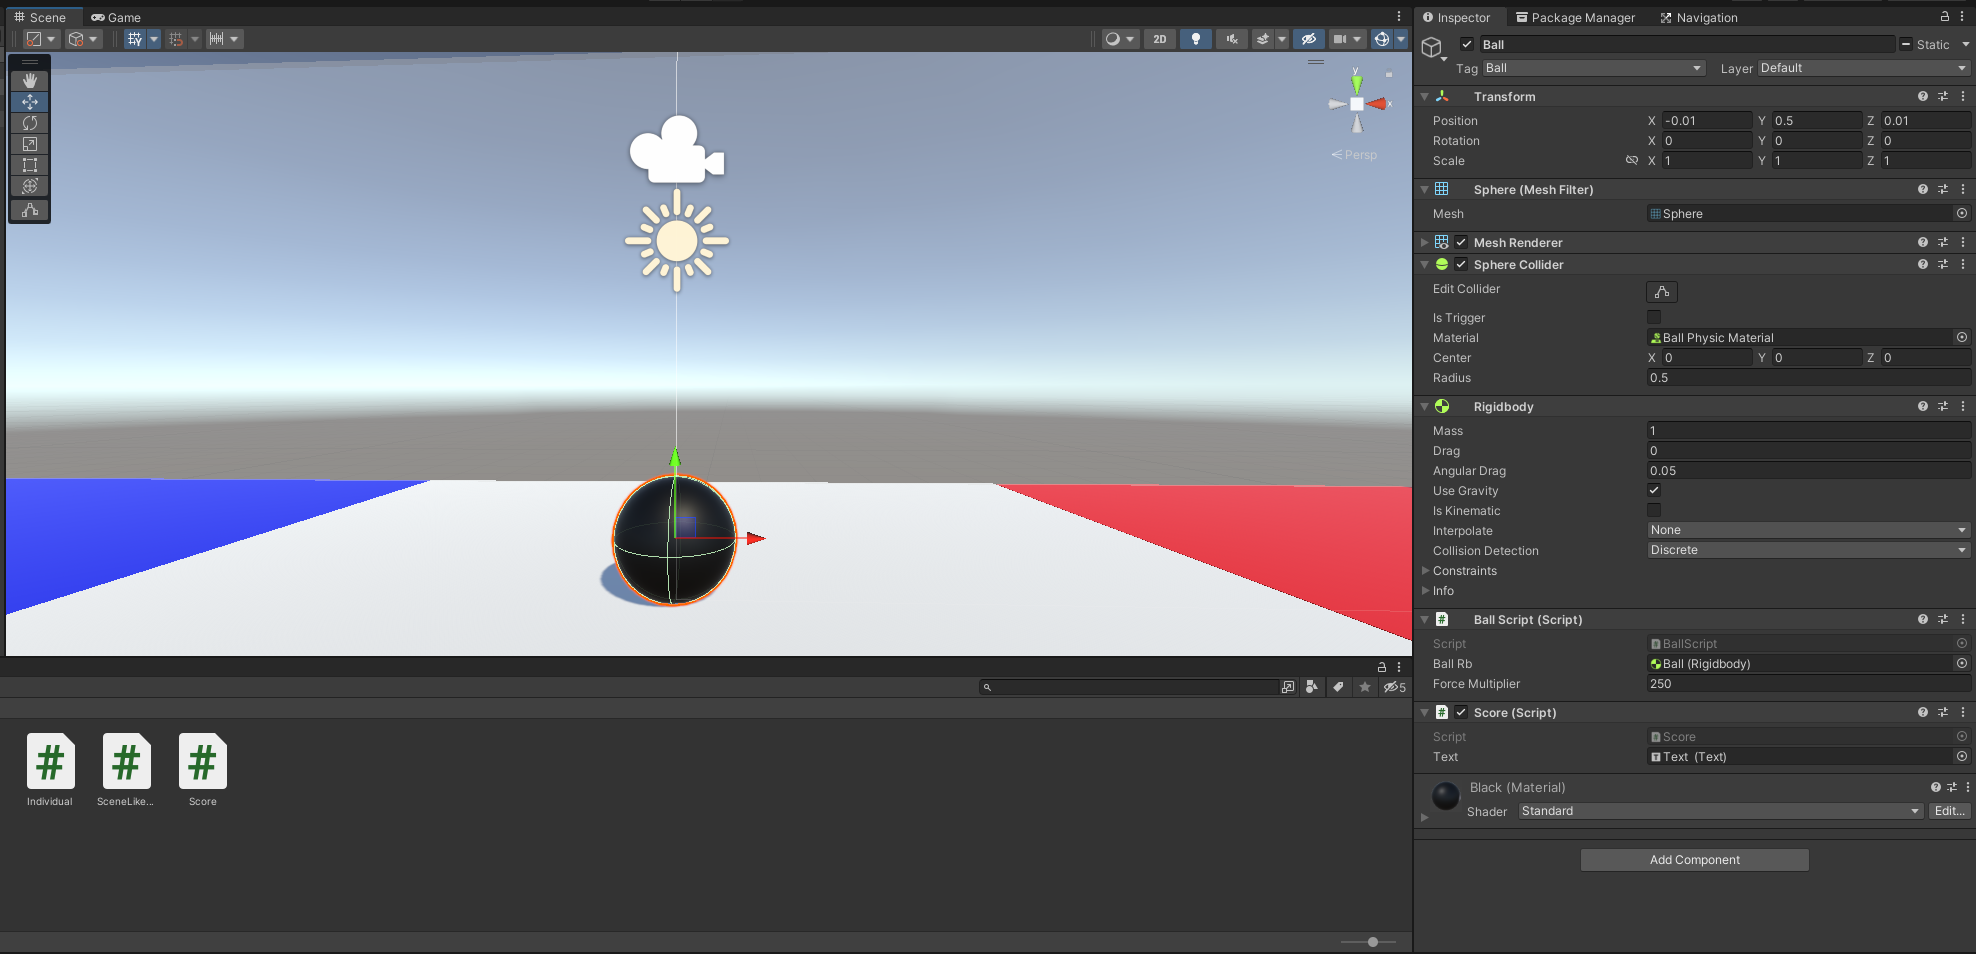 Scene
Game
2D
y
x
Persp
5
Individual
SceneLike...
Score
Inspector
Package Manager
Navigation
Ball
Static
Tag
Ball
Layer
Default
Transform
Position X -0.01 Y 0.5 Z 0.01
Rotation X 0 Y 0 Z 0
Scale X 1 Y 1 Z 1
Sphere (Mesh Filter)
Mesh Sphere
Mesh Renderer
Sphere Collider
Edit Collider
Is Trigger
Material Ball Physic Material
Center X 0 Y 0 Z 0
Radius 0.5
Rigidbody
Mass 1
Drag 0
Angular Drag 0.05
Use Gravity
Is Kinematic
Interpolate None
Collision Detection Discrete
Constraints
Info
Ball Script (Script)
Script BallScript
Ball Rb Ball (Rigidbody)
Force Multiplier 250
Score (Script)
Script Score
Text Text (Text)
Black (Material)
Shader Standard Edit...
Add Component